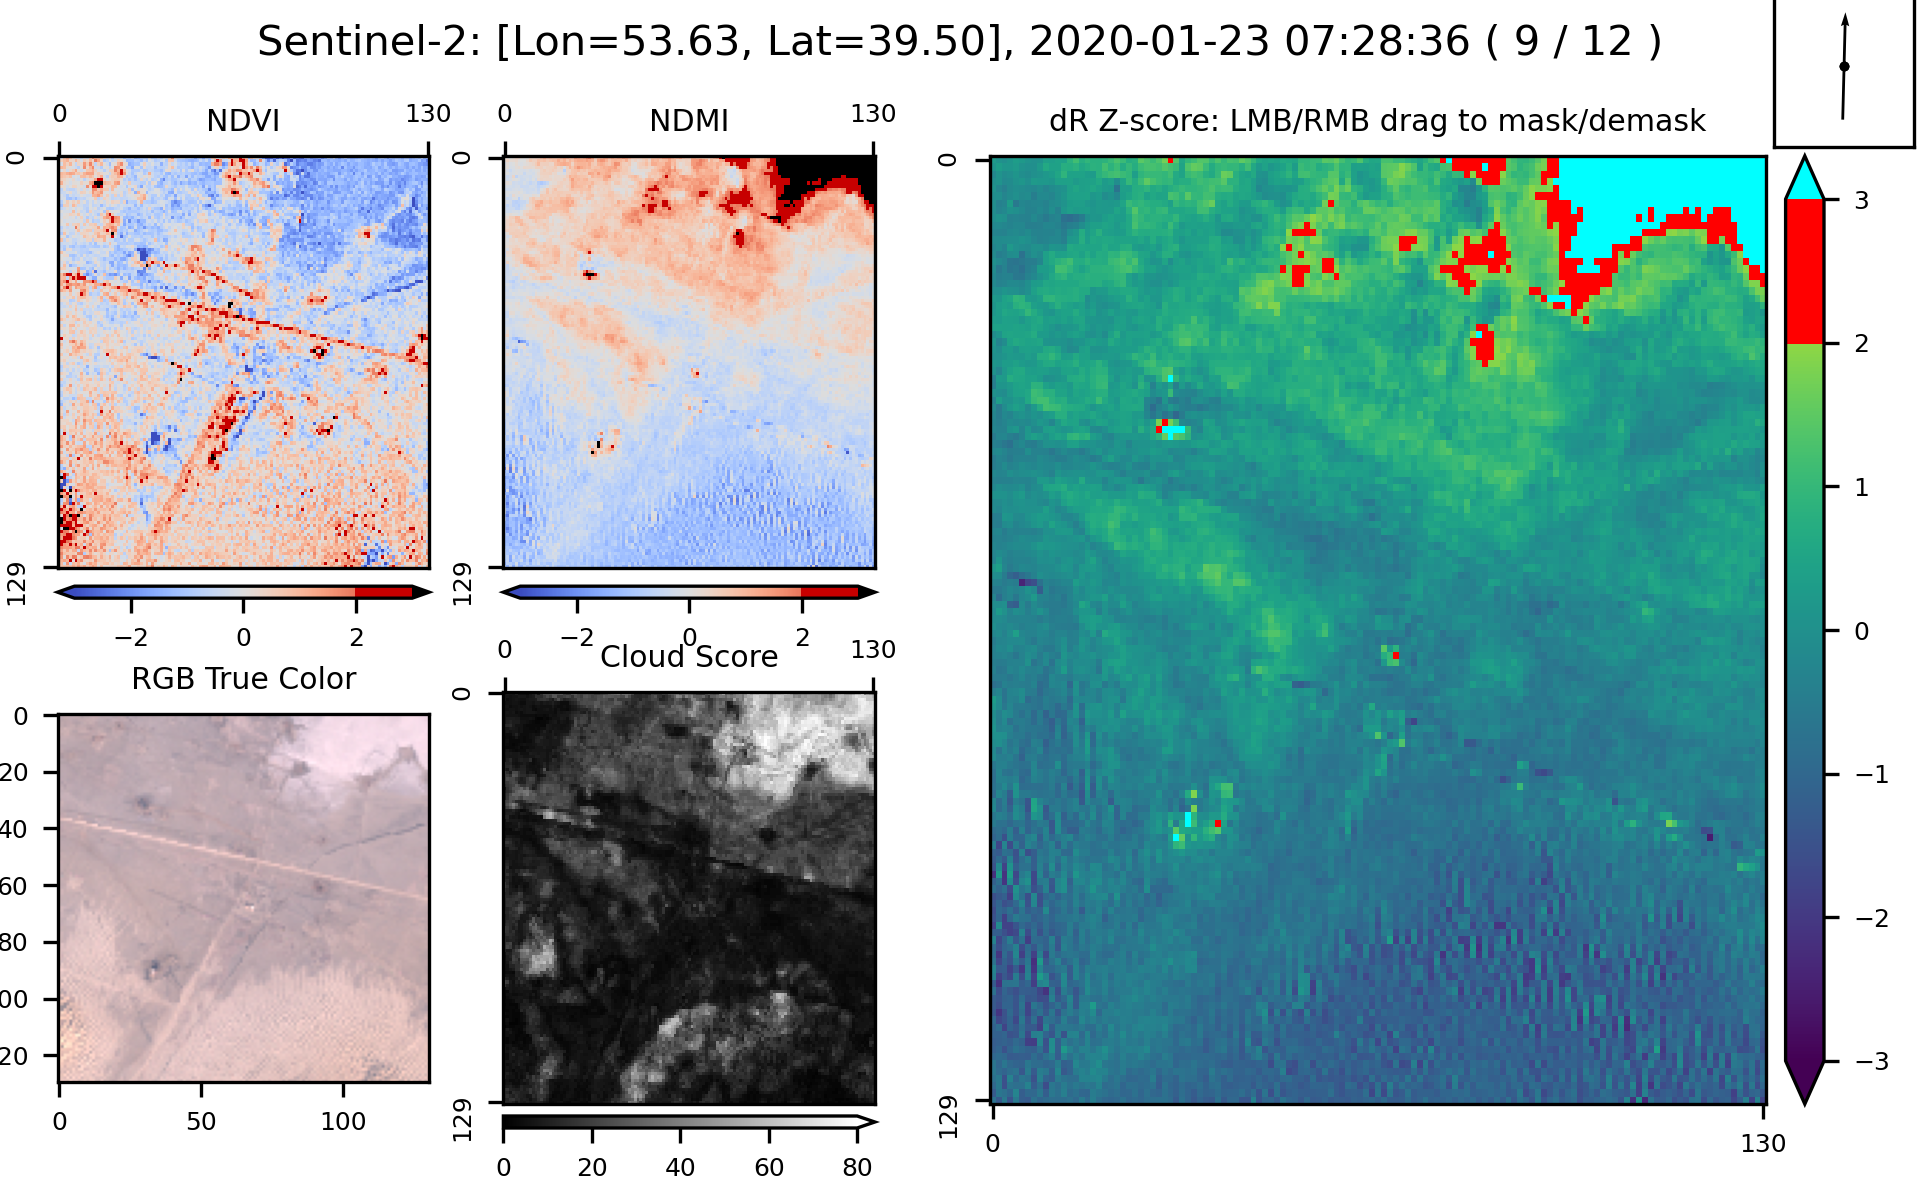 Sentinel-2: [Lon=53.63, Lat=39.50], 2020-01-23 07:28:36 ( 9 / 12 )
0 130
NDVI
0
129
−2 0 2
0 130
NDMI
0
129
−2 0 2
dR Z-score: LMB/RMB drag to mask/demask
0
129
0 130
3
2
1
0
−1
−2
−3
RGB True Color
0
20
40
60
80
00
20
0 50 100
0 130
Cloud Score
0
129
0 20 40 60 80